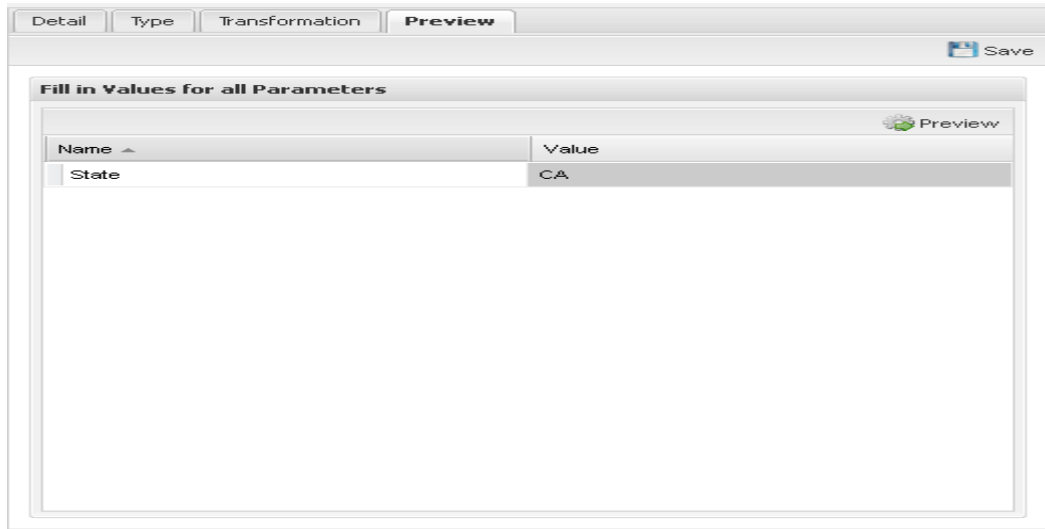 Detail Type Transformation Preview
Save
Fill in Values for all Parameters
Preview
Name Value
State CA